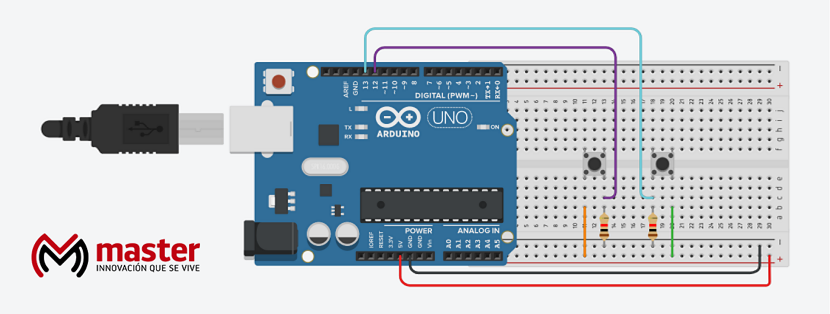 AREF
GND
13
12
~11
~10
~9
8
7
~6
~5
4
~3
2
TX→1
RX←0
DIGITAL (PWM~)
L
TX
RX
ARDUINO
UNO
ON
POWER
ANALOG IN
IOREF
RESET
3.3V
5V
GND
GND
Vin
A0
A1
A2
A3
A4
A5
master
INNOVACIÓN QUE SE VIVE